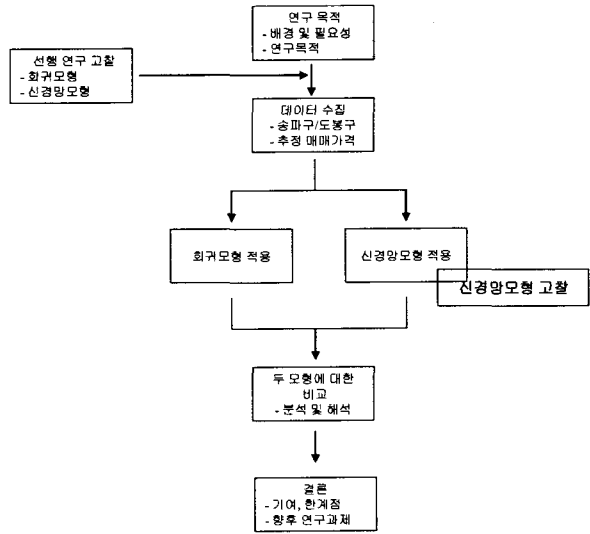 연구 목적
- 배경 및 필요성
- 연구목적
선행 연구 고찰
- 회귀모형
- 신경망모형
데이터 수집
- 송파구/도봉구
- 추정 매매가격
회귀모형 적용
신경망모형 적용
신경망모형 고찰
두 모형에 대한
비교
- 분석 및 해석
결론
- 기여, 한계점
- 향후 연구과제